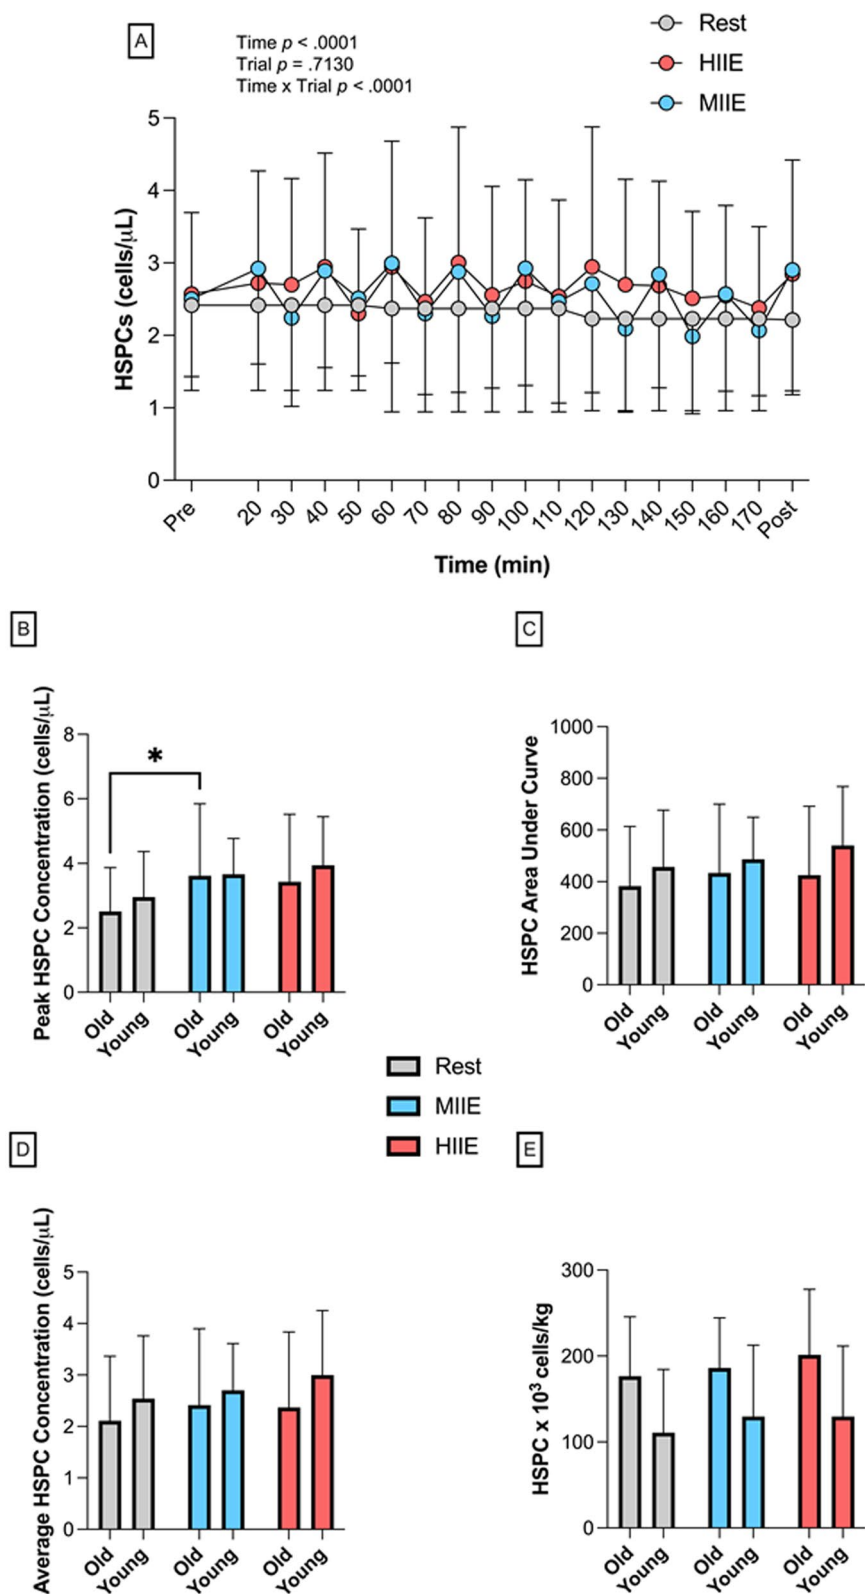 A
Time p < .0001
Trial p = .7130
Time x Trial p < .0001
Rest
HIIE
MIIE
HSPCs (cells/μL)
5
4
3
2
1
0
Pre
20
30
40
50
60
70
80
90
100
110
120
130
140
150
160
170
Post
Time (min)
B
Peak HSPC Concentration (cells/μL)
8
6
4
2
0
*
Old
Young
Old
Young
Old
Young
C
HSPC Area Under Curve
1000
800
600
400
200
0
Old
Young
Old
Young
Old
Young
Rest
MIIE
HIIE
D
Average HSPC Concentration (cells/μL)
5
4
3
2
1
0
Old
Young
Old
Young
Old
Young
E
HSPC x 10³ cells/kg
300
200
100
0
Old
Young
Old
Young
Old
Young